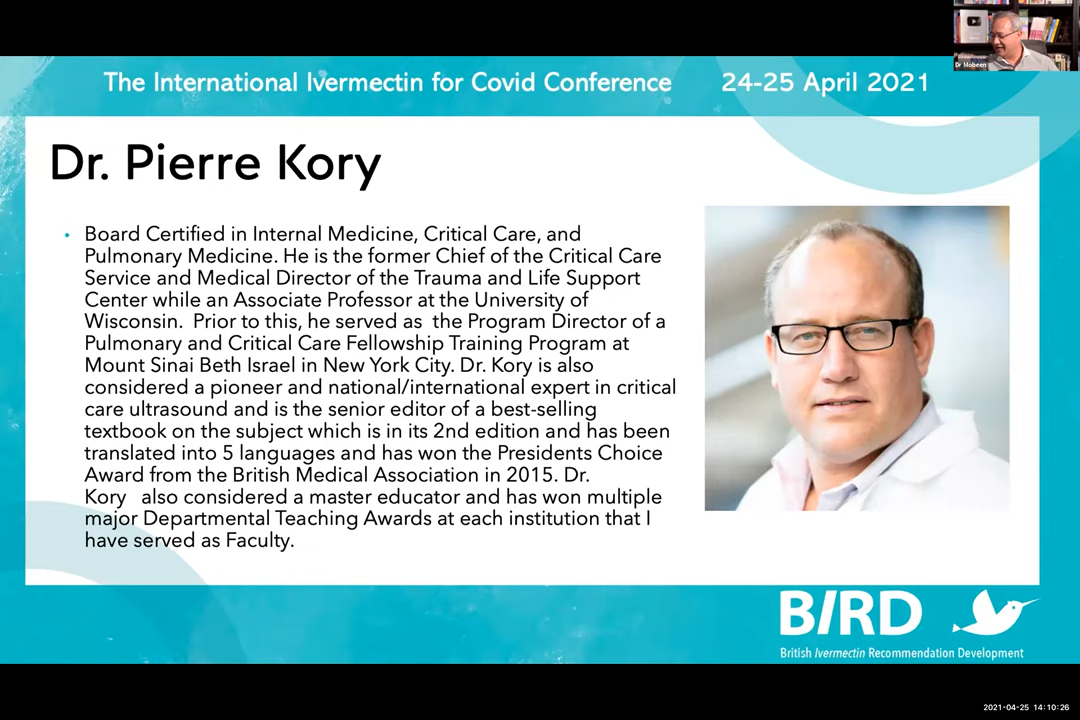 Dr Mobeen
The International Ivermectin for Covid Conference 24-25 April 2021
Dr. Pierre Kory
• Board Certified in Internal Medicine, Critical Care, and
Pulmonary Medicine. He is the former Chief of the Critical Care
Service and Medical Director of the Trauma and Life Support
Center while an Associate Professor at the University of
Wisconsin. Prior to this, he served as the Program Director of a
Pulmonary and Critical Care Fellowship Training Program at
Mount Sinai Beth Israel in New York City. Dr. Kory is also
considered a pioneer and national/international expert in critical
care ultrasound and is the senior editor of a best-selling
textbook on the subject which is in its 2nd edition and has been
translated into 5 languages and has won the Presidents Choice
Award from the British Medical Association in 2015. Dr.
Kory also considered a master educator and has won multiple
major Departmental Teaching Awards at each institution that I
have served as Faculty.
BIRD
British Ivermectin Recommendation Development
2021-04-25 14:10:26